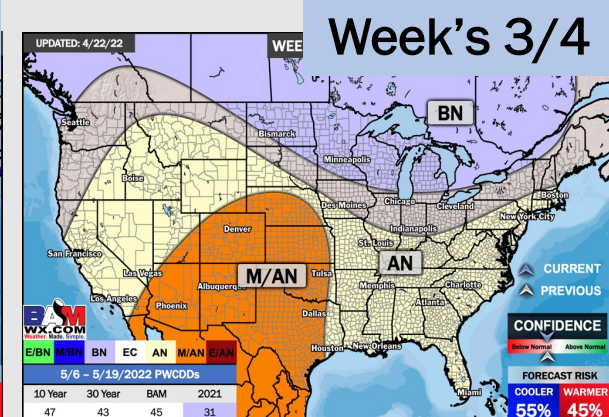 Week's 3/4
UPDATED: 4/22/22
WEE
BN
Seattle
Bismarck
Minneapolis
Boise
Des Moines
Chicago
Cleveland
Boston
New York City
Indianapolis
Denver
San Francisco
St. Louis
Las Vegas
M/AN
AN
Tulsa
Albuquerq
Memphis
Charlotte
Los Angeles
Phoenix
Atlanta
Dallas
Houston
New Orleans
Miami
CURRENT
PREVIOUS
BAM
WX.COM
Weather. Made. Simple.
E/BN M/BN BN EC AN M/AN E/AN
5/6 – 5/19/2022 PWCDDs
10 Year 30 Year BAM 2021
47 43 45 31
CONFIDENCE
Below Normal Above Normal
FORECAST RISK
COOLER WARMER
55% 45%